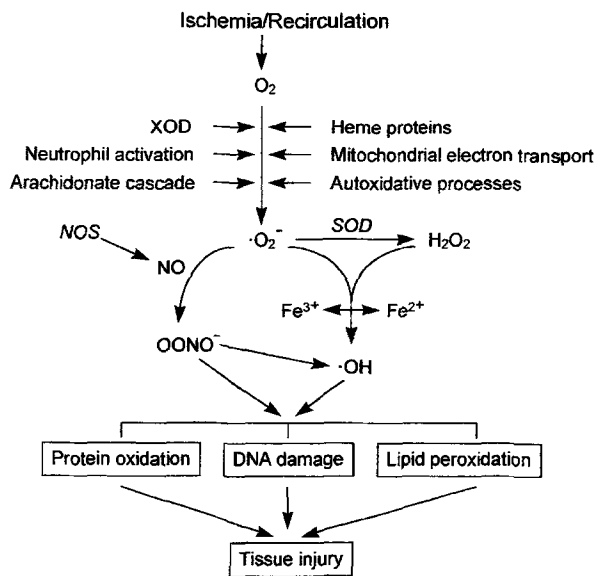 Ischemia/Recirculation
O₂
XOD Heme proteins
Neutrophil activation Mitochondrial electron transport
Arachidonate cascade Autoxidative processes
NOS ·O₂⁻ SOD H₂O₂
NO
Fe³⁺ Fe²⁺
OONO⁻ ·OH
Protein oxidation DNA damage Lipid peroxidation
Tissue injury